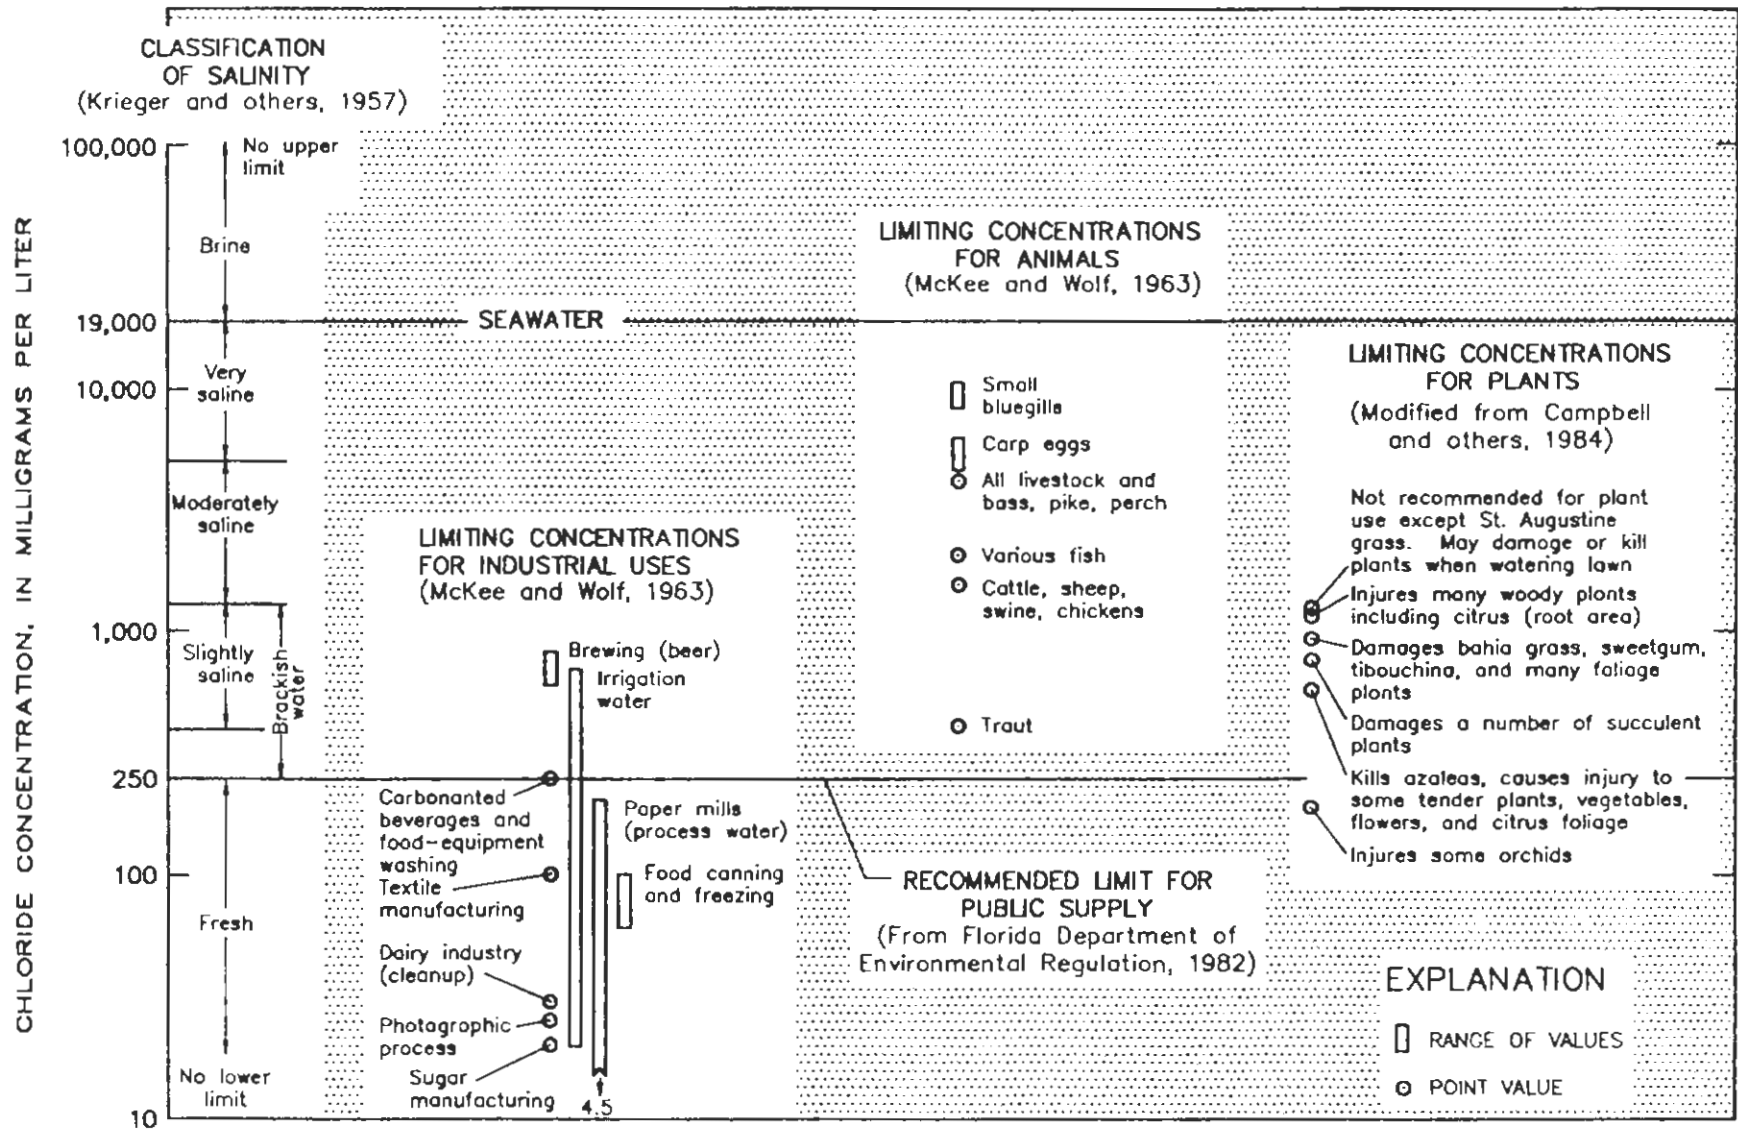 CLASSIFICATION
OF SALINITY
(Krieger and others, 1957)
CHLORIDE CONCENTRATION, IN MILLIGRAMS PER LITER
100,000
19,000
10,000
1,000
250
100
10
No upper
limit
Brine
Very
saline
Moderately
saline
Slightly
saline
Brackish
water
Fresh
No lower
limit
SEAWATER
LIMITING CONCENTRATIONS
FOR INDUSTRIAL USES
(McKee and Wolf, 1963)
Brewing (beer)
Irrigation
water
Carbonanted
beverages and
food-equipment
washing
Textile
manufacturing
Paper mills
(process water)
Food canning
and freezing
Dairy industry
(cleanup)
Photagrophic
process
Sugar
manufacturing
4.5
LIMITING CONCENTRATIONS
FOR ANIMALS
(McKee and Wolf, 1963)
Small
bluegills
Carp eggs
All livestock and
bass, pike, perch
Various fish
Cattle, sheep,
swine, chickens
Traut
RECOMMENDED LIMIT FOR
PUBLIC SUPPLY
(From Florida Department of
Environmental Regulation, 1982)
LIMITING CONCENTRATIONS
FOR PLANTS
(Modified from Campbell
and others, 1984)
Not recommended for plant
use except St. Augustine
grass. May damage or kill
plants when watering lawn
Injures many woody plants
including citrus (root area)
Damages bahia grass, sweetgum,
tibouchina, and many foliage
plonts
Damages a number of succulent
plants
Kills azaleas, causes injury to
some tender plants, vegetables,
flowers, and citrus foliage
Injures some orchids
EXPLANATION
RANGE OF VALUES
POINT VALUE